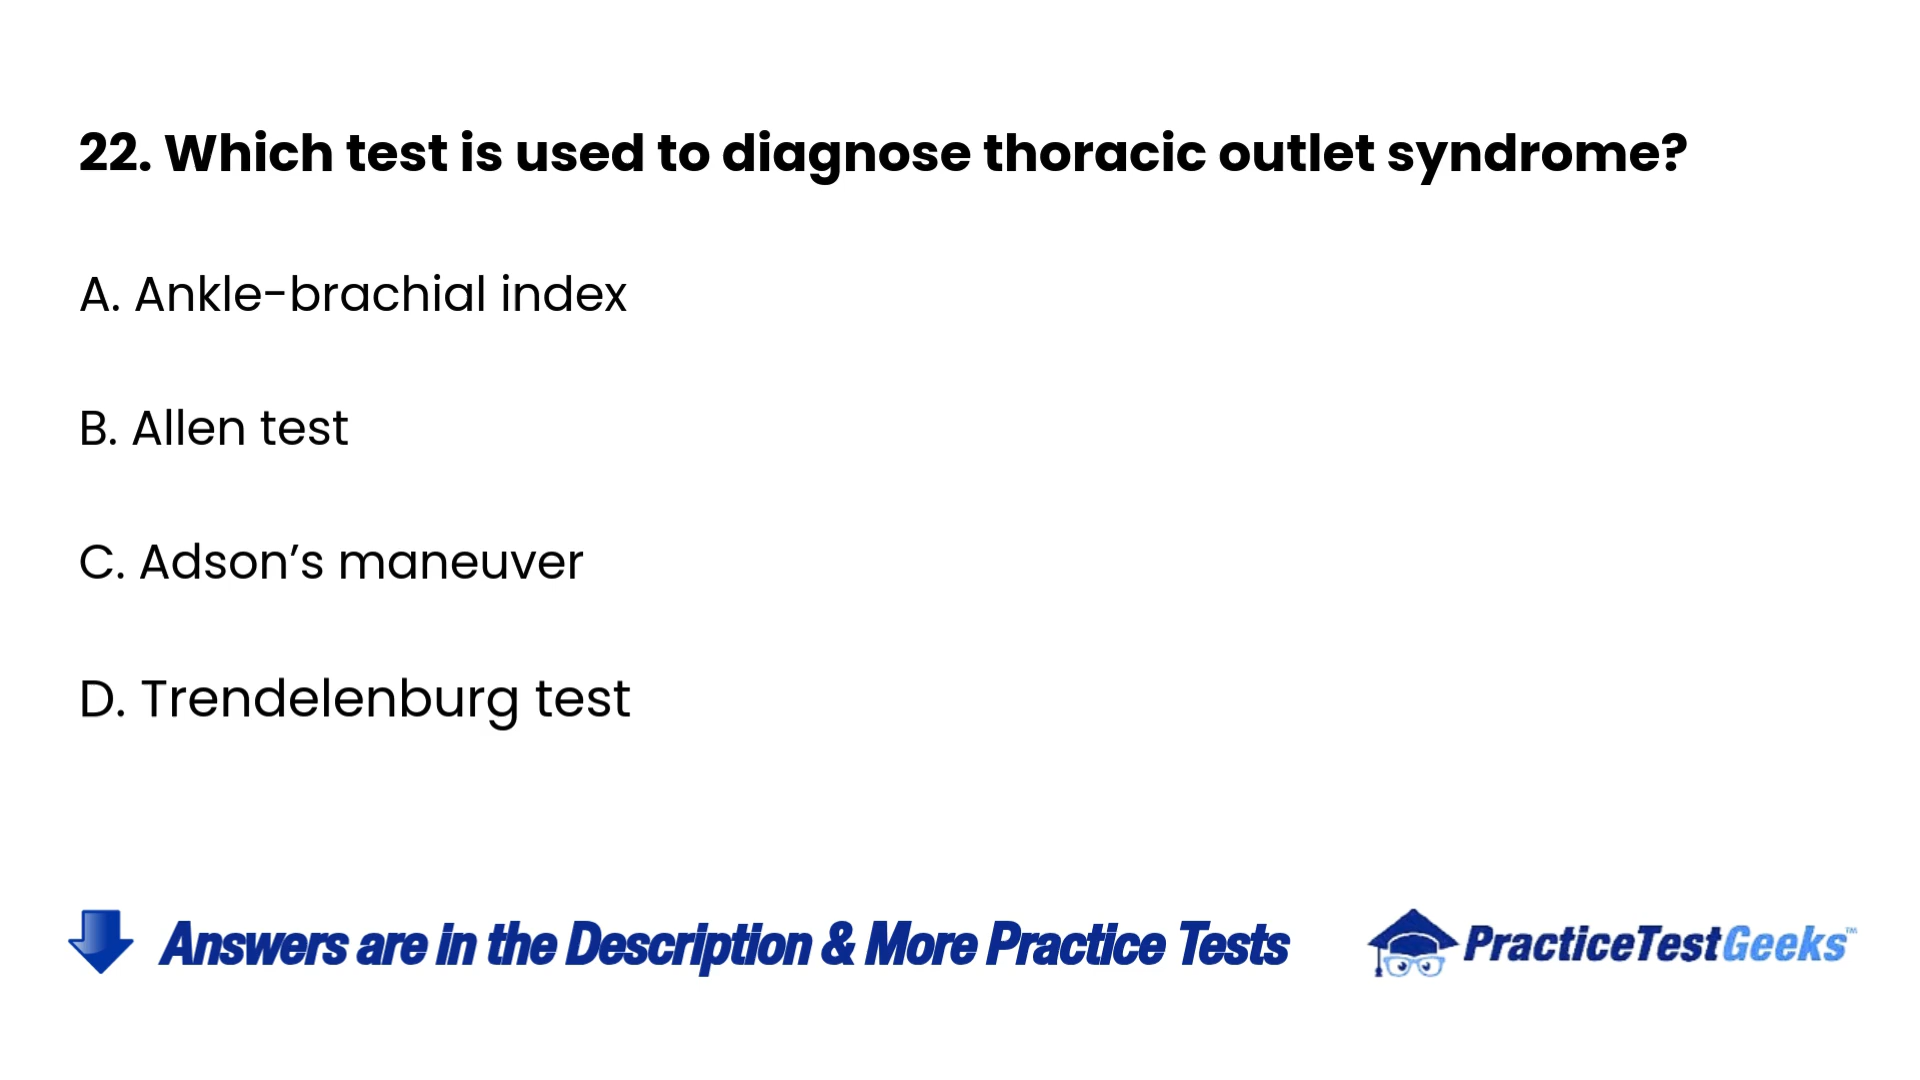 22. Which test is used to diagnose thoracic outlet syndrome?
A. Ankle-brachial index
B. Allen test
C. Adson’s maneuver
D. Trendelenburg test
Answers are in the Description & More Practice Tests
PracticeTestGeeks™